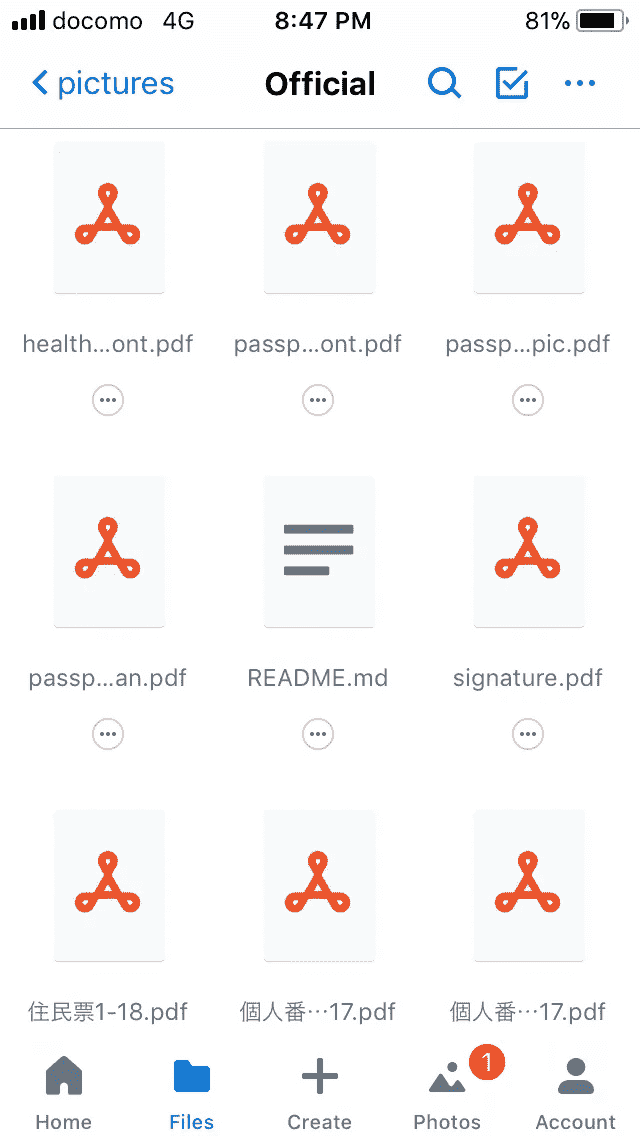 docomo 4G 8:47 PM 81%
pictures Official
health...ont.pdf passp...ont.pdf passp...pic.pdf
passp...an.pdf README.md signature.pdf
住民票1-18.pdf 個人番…17.pdf 個人番…17.pdf
1
Home Files Create Photos Account